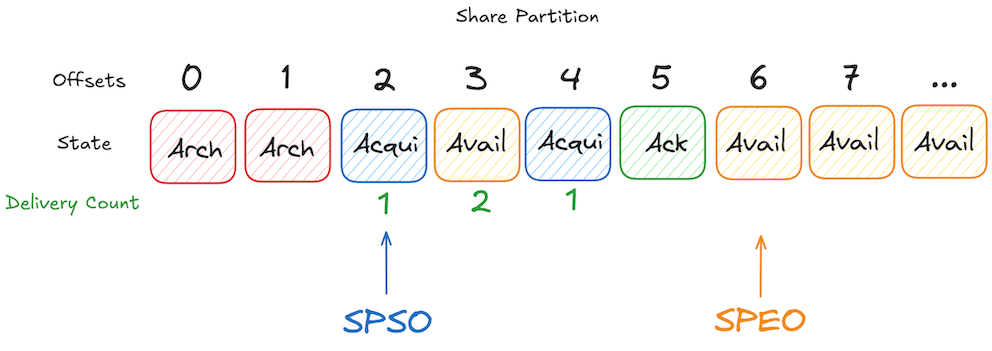 Share Partition
Offsets 0 1 2 3 4 5 6 7 ...
State Arch Arch Acqui Avail Acqui Ack Avail Avail Avail
Delivery Count 1 2 1
SPSO SPEO